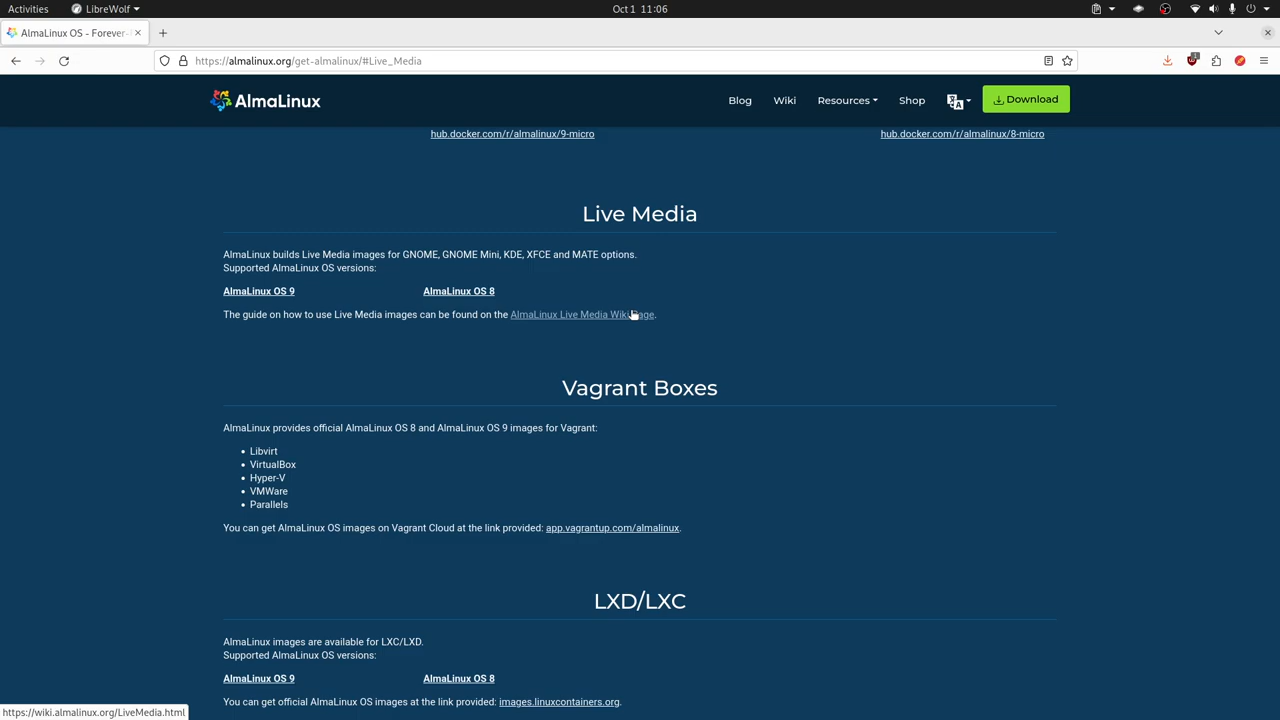 Activities
LibreWolf
Oct 1 11:06
AlmaLinux OS - Forever-
https://almalinux.org/get-almalinux/#Live_Media
1
AlmaLinux
Blog
Wiki
Resources
Shop
Download
hub.docker.com/r/almalinux/9-micro
hub.docker.com/r/almalinux/8-micro
Live Media
AlmaLinux builds Live Media images for GNOME, GNOME Mini, KDE, XFCE and MATE options.
Supported AlmaLinux OS versions:
AlmaLinux OS 9
AlmaLinux OS 8
The guide on how to use Live Media images can be found on the AlmaLinux Live Media Wiki Page.
Vagrant Boxes
AlmaLinux provides official AlmaLinux OS 8 and AlmaLinux OS 9 images for Vagrant:
• Libvirt
• VirtualBox
• Hyper-V
• VMWare
• Parallels
You can get AlmaLinux OS images on Vagrant Cloud at the link provided: app.vagrantup.com/almalinux.
LXD/LXC
AlmaLinux images are available for LXC/LXD.
Supported AlmaLinux OS versions:
AlmaLinux OS 9
AlmaLinux OS 8
You can get official AlmaLinux OS images at the link provided: images.linuxcontainers.org.
https://wiki.almalinux.org/LiveMedia.html